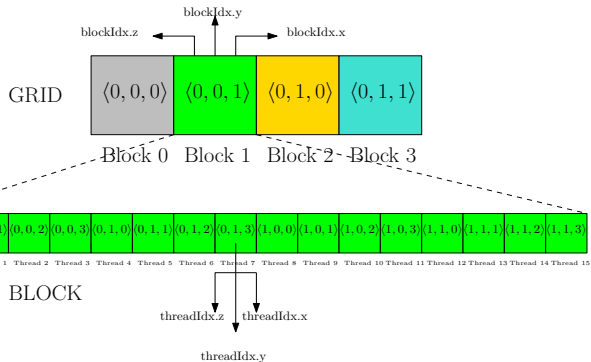 blockIdx.y
blockIdx.z blockIdx.x
GRID ⟨0, 0, 0⟩ ⟨0, 0, 1⟩ ⟨0, 1, 0⟩ ⟨0, 1, 1⟩
Block 0 Block 1 Block 2 Block 3
1⟩ ⟨0, 0, 2⟩ ⟨0, 0, 3⟩ ⟨0, 1, 0⟩ ⟨0, 1, 1⟩ ⟨0, 1, 2⟩ ⟨0, 1, 3⟩ ⟨1, 0, 0⟩ ⟨1, 0, 1⟩ ⟨1, 0, 2⟩ ⟨1, 0, 3⟩ ⟨1, 1, 0⟩ ⟨1, 1, 1⟩ ⟨1, 1, 2⟩ ⟨1, 1, 3⟩
1 Thread 2 Thread 3 Thread 4 Thread 5 Thread 6 Thread 7 Thread 8 Thread 9 Thread 10 Thread 11 Thread 12 Thread 13 Thread 14 Thread 15
BLOCK
threadIdx.z threadIdx.x
threadIdx.y